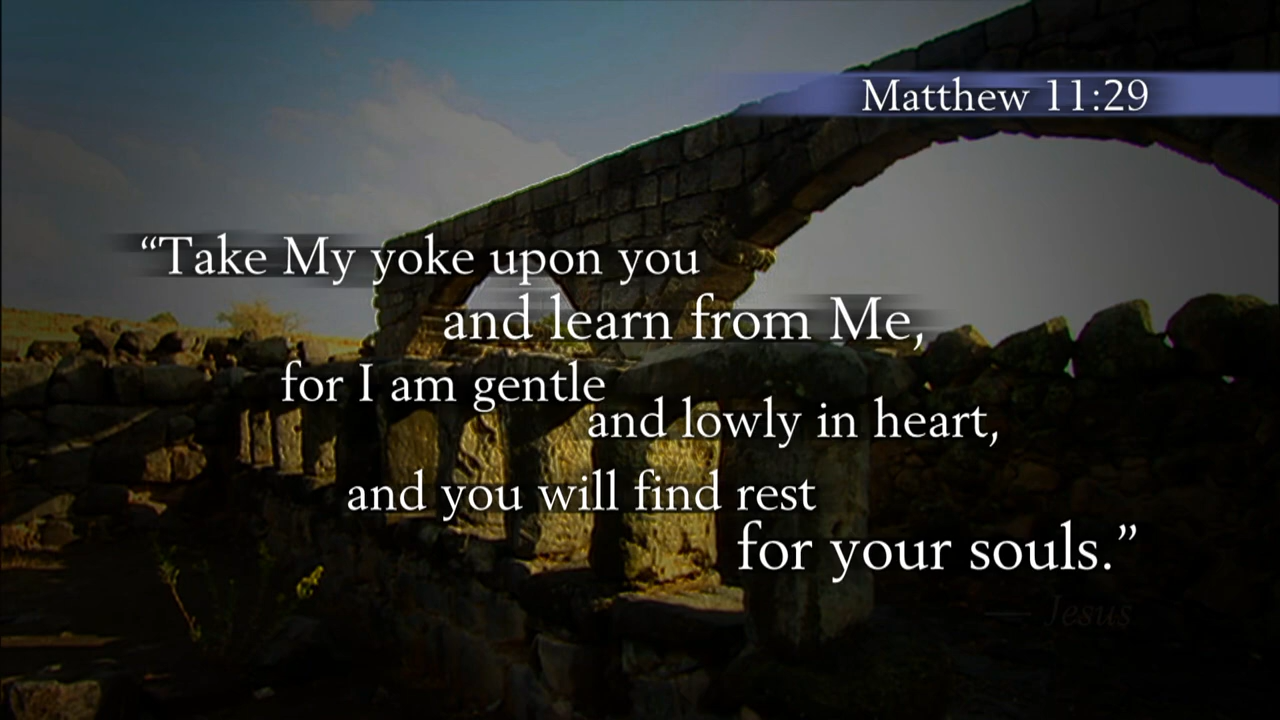 Matthew 11:29
“Take My yoke upon you
and learn from Me,
for I am gentle
and lowly in heart,
and you will find rest
for your souls.”
— Jesus